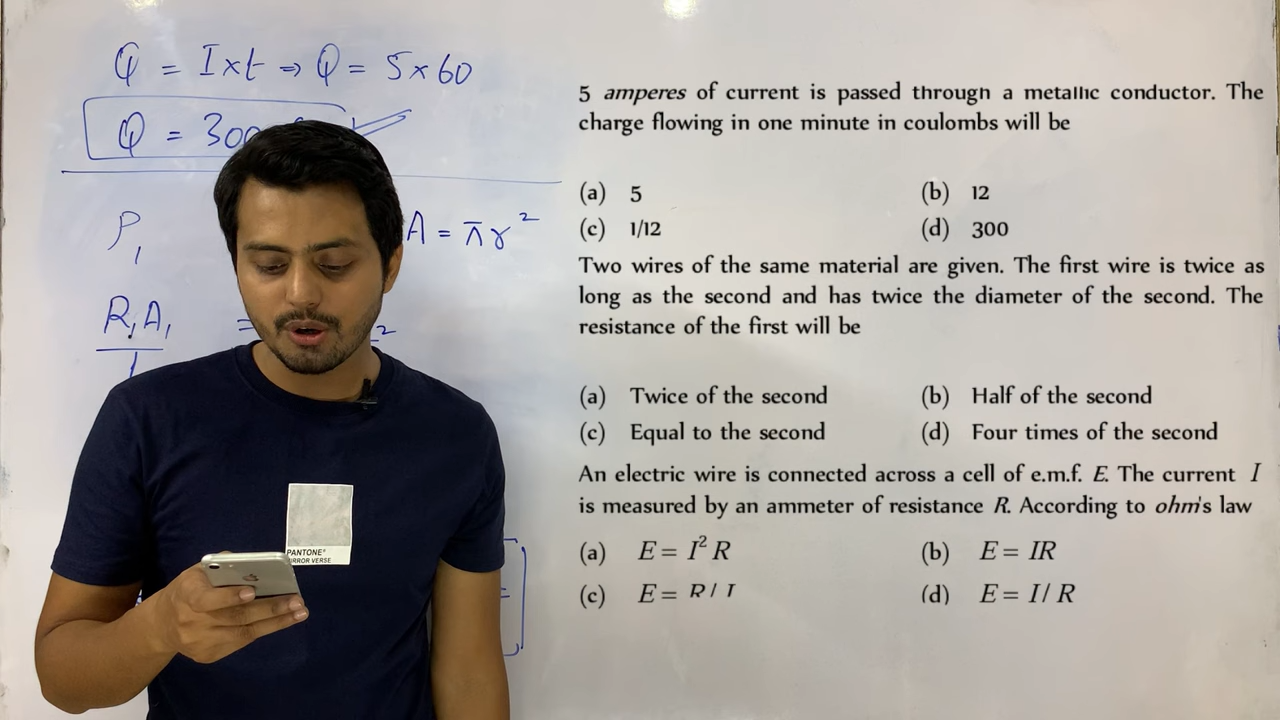 Q = I×t ⇒ Q = 5×60
Q = 300
ρ₁
A = πr²
R₁A₁
=
2
5 amperes of current is passed through a metallic conductor. The
charge flowing in one minute in coulombs will be
(a) 5 (b) 12
(c) 1/12 (d) 300
Two wires of the same material are given. The first wire is twice as
long as the second and has twice the diameter of the second. The
resistance of the first will be
(a) Twice of the second (b) Half of the second
(c) Equal to the second (d) Four times of the second
An electric wire is connected across a cell of e.m.f. E. The current I
is measured by an ammeter of resistance R. According to ohm's law
(a) E = I² R (b) E = IR
(c) E = R / I (d) E = I / R
PANTONE®
MIRROR VERSE